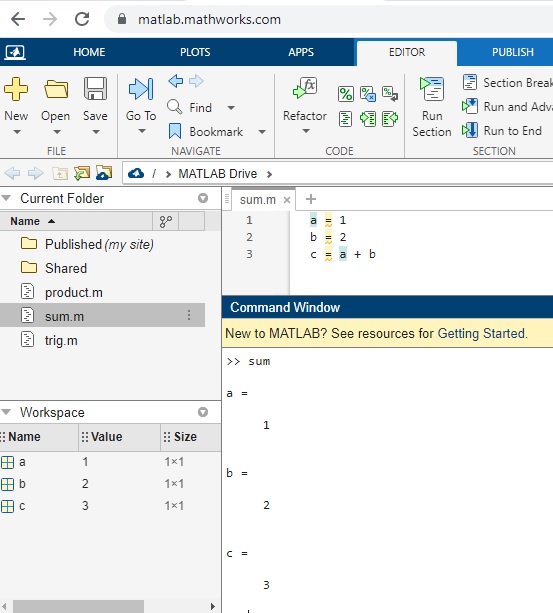 matlab.mathworks.com
HOME PLOTS APPS EDITOR PUBLISH
New Open Save Go To Find Bookmark Refactor Run Section Section Break
Run and Adva
Run to End
FILE NAVIGATE CODE SECTION
/ > MATLAB Drive >
Current Folder
Name
Published (my site)
Shared
product.m
sum.m
trig.m
Workspace
Name Value Size
a 1 1×1
b 2 1×1
c 3 1×1
sum.m × +
1 a = 1
2 b = 2
3 c = a + b
Command Window
New to MATLAB? See resources for Getting Started.
>> sum
a =
1
b =
2
c =
3